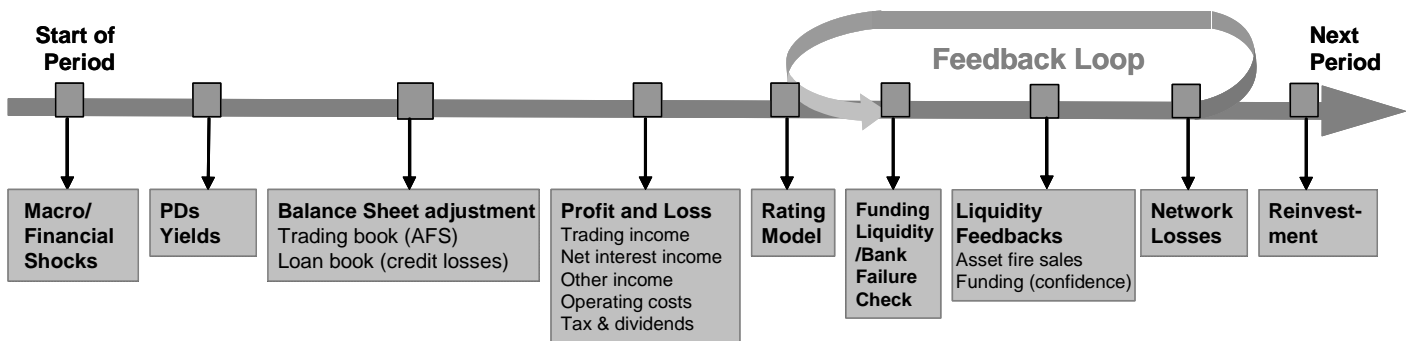 Start of
Period
Feedback Loop
Next
Period
Macro/
Financial
Shocks
PDs
Yields
Balance Sheet adjustment
Trading book (AFS)
Loan book (credit losses)
Profit and Loss
Trading income
Net interest income
Other income
Operating costs
Tax & dividends
Rating
Model
Funding
Liquidity
/Bank
Failure
Check
Liquidity
Feedbacks
Asset fire sales
Funding (confidence)
Network
Losses
Reinvest-
ment